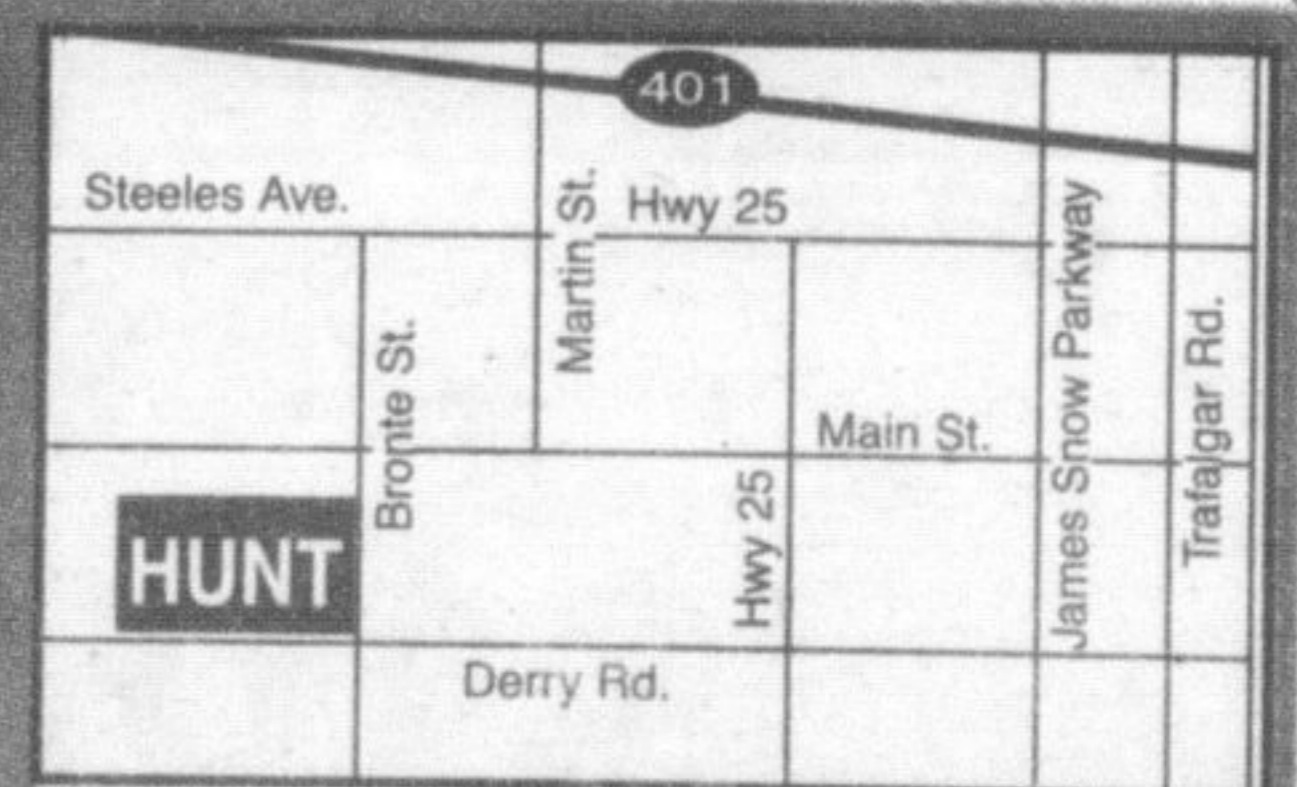 401
Steeles Ave.
Martin St.
Hwy 25
Bronte St.
Main St.
James Snow Parkway
Trafalgar Rd.
HUNT
Hwy 25
Derry Rd.